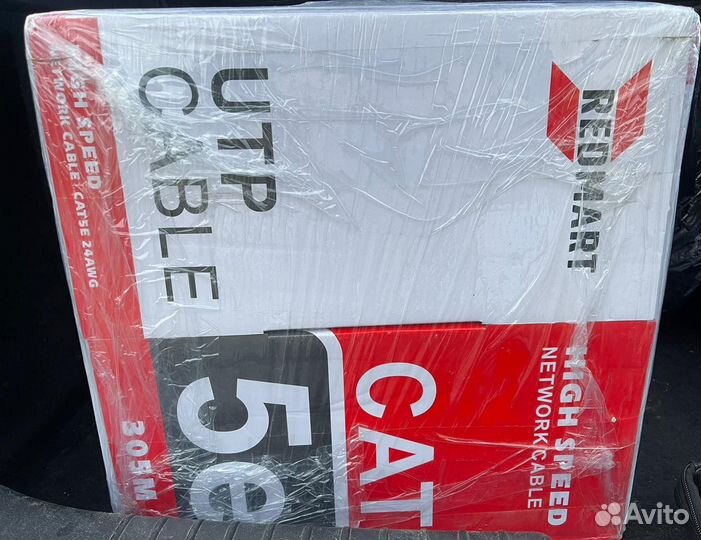 REDMART
HIGH SPEED
NETWORK CABLE
UTP
CABLE
CAT
5e
HIGH SPEED
NETWORK CABLE / CAT5E 24AWG
305M
Avito